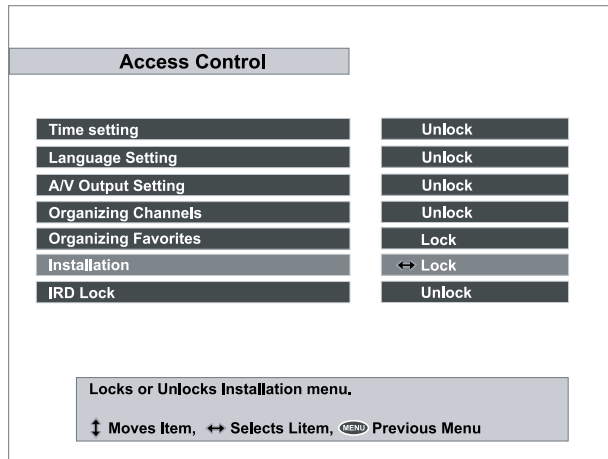 Access Control
Time setting Unlock
Language Setting Unlock
A/V Output Setting Unlock
Organizing Channels Unlock
Organizing Favorites Lock
Installation ↔ Lock
IRD Lock Unlock
Locks or Unlocks Installation menu.
↕ Moves Item, ↔ Selects Litem, MENU Previous Menu